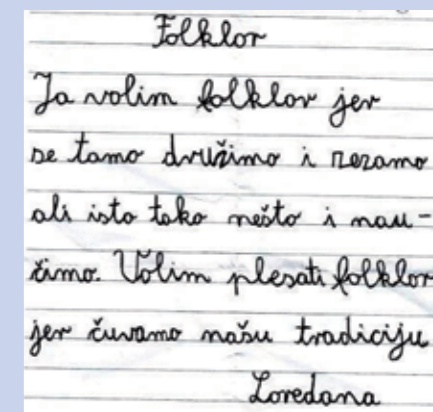 Folklor
Ja volim folklor jer
se tamo družimo i zezamo
ali isto tako nešto i nau-
čimo. Volim plesati folklor
jer čuvamo našu tradiciju
Loredana